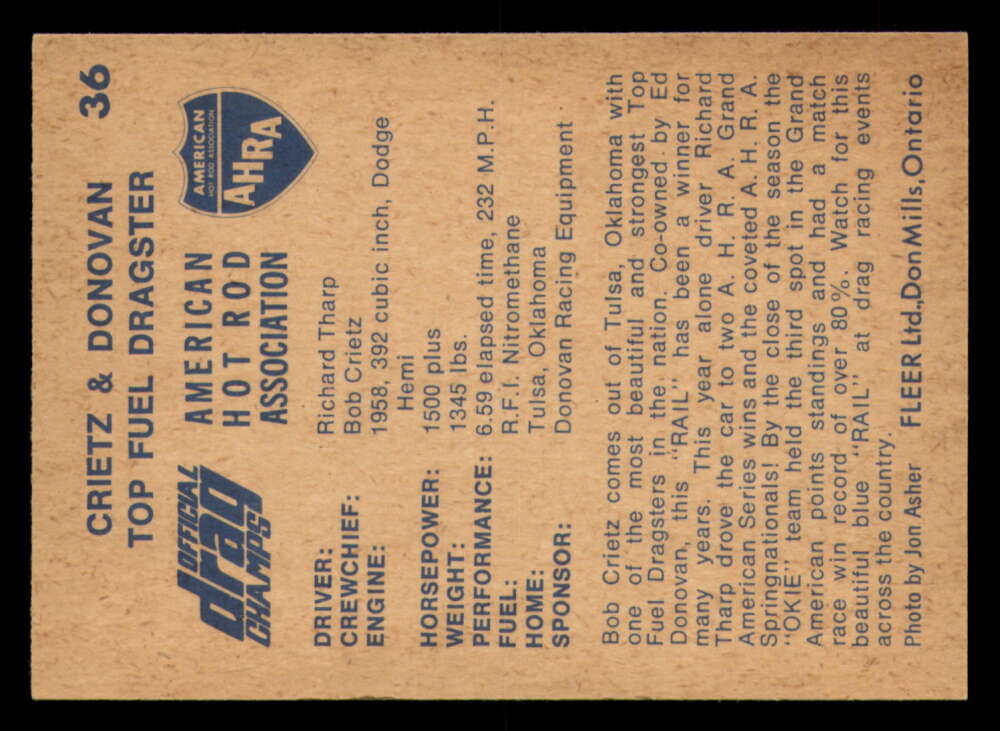 CRIETZ & DONOVAN 36
TOP FUEL DRAGSTER
OFFICIAL
drag
CHAMPS
AMERICAN
HOT ROD
ASSOCIATION
AMERICAN
HOT ROD ASSOCIATION
AHRA
DRIVER: Richard Tharp
CREWCHIEF: Bob Crietz
ENGINE: 1958, 392 cubic inch, Dodge
Hemi
HORSEPOWER: 1500 plus
WEIGHT: 1345 lbs.
PERFORMANCE: 6.59 elapsed time, 232 M.P.H.
FUEL: R.F.I. Nitromethane
HOME: Tulsa, Oklahoma
SPONSOR: Donovan Racing Equipment
Bob Crietz comes out of Tulsa, Oklahoma with
one of the most beautiful and strongest Top
Fuel Dragsters in the nation. Co-owned by Ed
Donovan, this "RAIL" has been a winner for
many years. This year alone driver Richard
Tharp drove the car to two A. H. R. A. Grand
American Series wins and the coveted A. H. R. A.
Springnationals! By the close of the season the
"OKIE" team held the third spot in the Grand
American points standings and had a match
race win record of over 80%. Watch for this
beautiful blue "RAIL" at drag racing events
across the country.
Photo by Jon Asher FLEER Ltd., Don Mills, Ontario